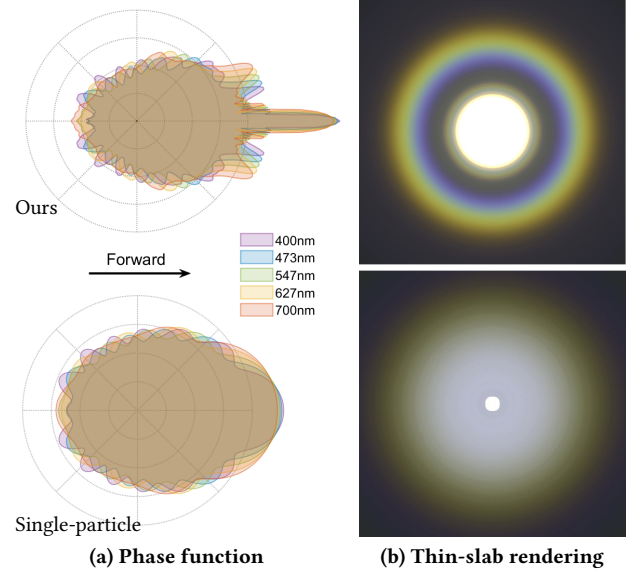 Ours
Forward
400nm
473nm
547nm
627nm
700nm
Single-particle
(a) Phase function
(b) Thin-slab rendering